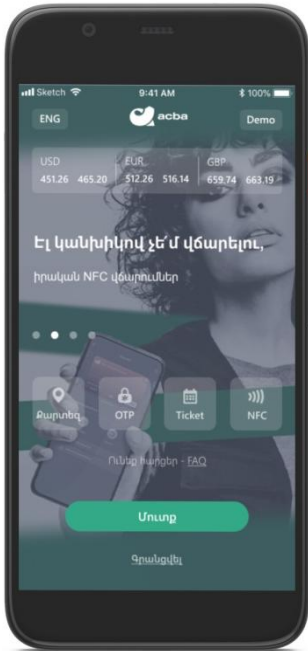 Sketch 9:41 AM 100%
ENG acba Demo
USD EUR GBP
451.26 465.20 512.26 516.14 659.74 663.19
Էլ կանխիկով չե՛մ վճարելու,
իրական NFC վճարումներ
Քարտեզ OTP Ticket NFC
Ունեք հարցեր - FAQ
Մուտք
Գրանցվել